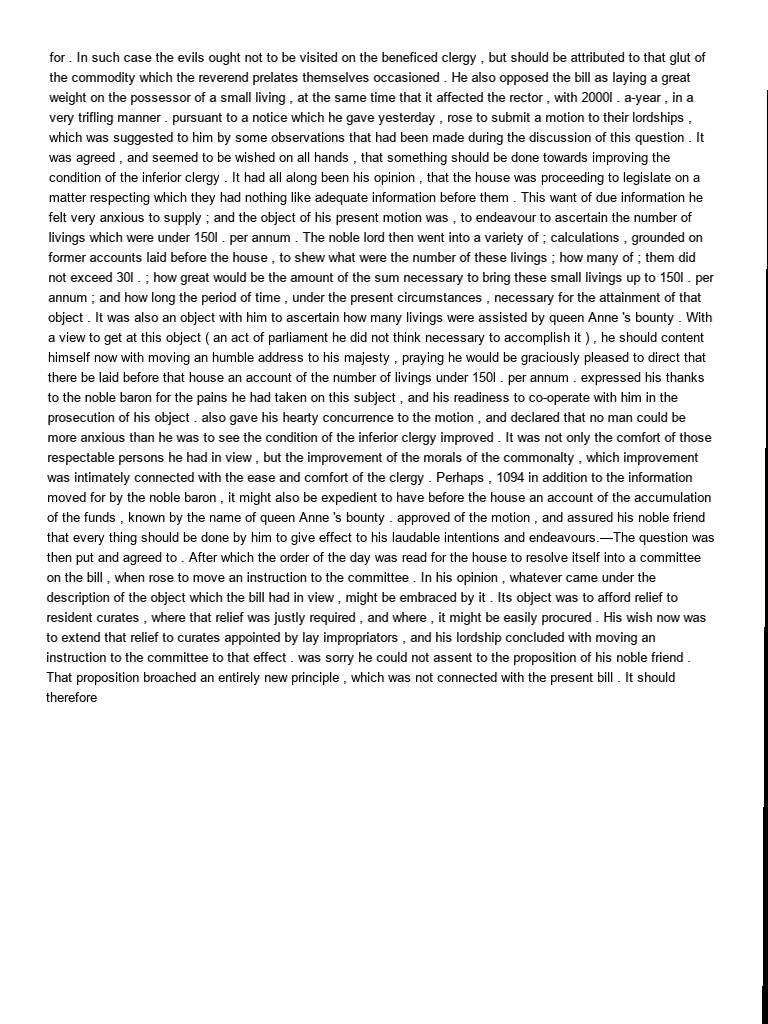 for . In such case the evils ought not to be visited on the beneficed clergy , but should be attributed to that glut of
the commodity which the reverend prelates themselves occasioned . He also opposed the bill as laying a great
weight on the possessor of a small living , at the same time that it affected the rector , with 2000l . a-year , in a
very trifling manner . pursuant to a notice which he gave yesterday , rose to submit a motion to their lordships ,
which was suggested to him by some observations that had been made during the discussion of this question . It
was agreed , and seemed to be wished on all hands , that something should be done towards improving the
condition of the inferior clergy . It had all along been his opinion , that the house was proceeding to legislate on a
matter respecting which they had nothing like adequate information before them . This want of due information he
felt very anxious to supply ; and the object of his present motion was , to endeavour to ascertain the number of
livings which were under 150l . per annum . The noble lord then went into a variety of ; calculations , grounded on
former accounts laid before the house , to shew what were the number of these livings ; how many of ; them did
not exceed 30l . ; how great would be the amount of the sum necessary to bring these small livings up to 150l . per
annum ; and how long the period of time , under the present circumstances , necessary for the attainment of that
object . It was also an object with him to ascertain how many livings were assisted by queen Anne 's bounty . With
a view to get at this object ( an act of parliament he did not think necessary to accomplish it ) , he should content
himself now with moving an humble address to his majesty , praying he would be graciously pleased to direct that
there be laid before that house an account of the number of livings under 150l . per annum . expressed his thanks
to the noble baron for the pains he had taken on this subject , and his readiness to co-operate with him in the
prosecution of his object . also gave his hearty concurrence to the motion , and declared that no man could be
more anxious than he was to see the condition of the inferior clergy improved . It was not only the comfort of those
respectable persons he had in view , but the improvement of the morals of the commonalty , which improvement
was intimately connected with the ease and comfort of the clergy . Perhaps , 1094 in addition to the information
moved for by the noble baron , it might also be expedient to have before the house an account of the accumulation
of the funds , known by the name of queen Anne 's bounty . approved of the motion , and assured his noble friend
that every thing should be done by him to give effect to his laudable intentions and endeavours.—The question was
then put and agreed to . After which the order of the day was read for the house to resolve itself into a committee
on the bill , when rose to move an instruction to the committee . In his opinion , whatever came under the
description of the object which the bill had in view , might be embraced by it . Its object was to afford relief to
resident curates , where that relief was justly required , and where , it might be easily procured . His wish now was
to extend that relief to curates appointed by lay impropriators , and his lordship concluded with moving an
instruction to the committee to that effect . was sorry he could not assent to the proposition of his noble friend .
That proposition broached an entirely new principle , which was not connected with the present bill . It should
therefore